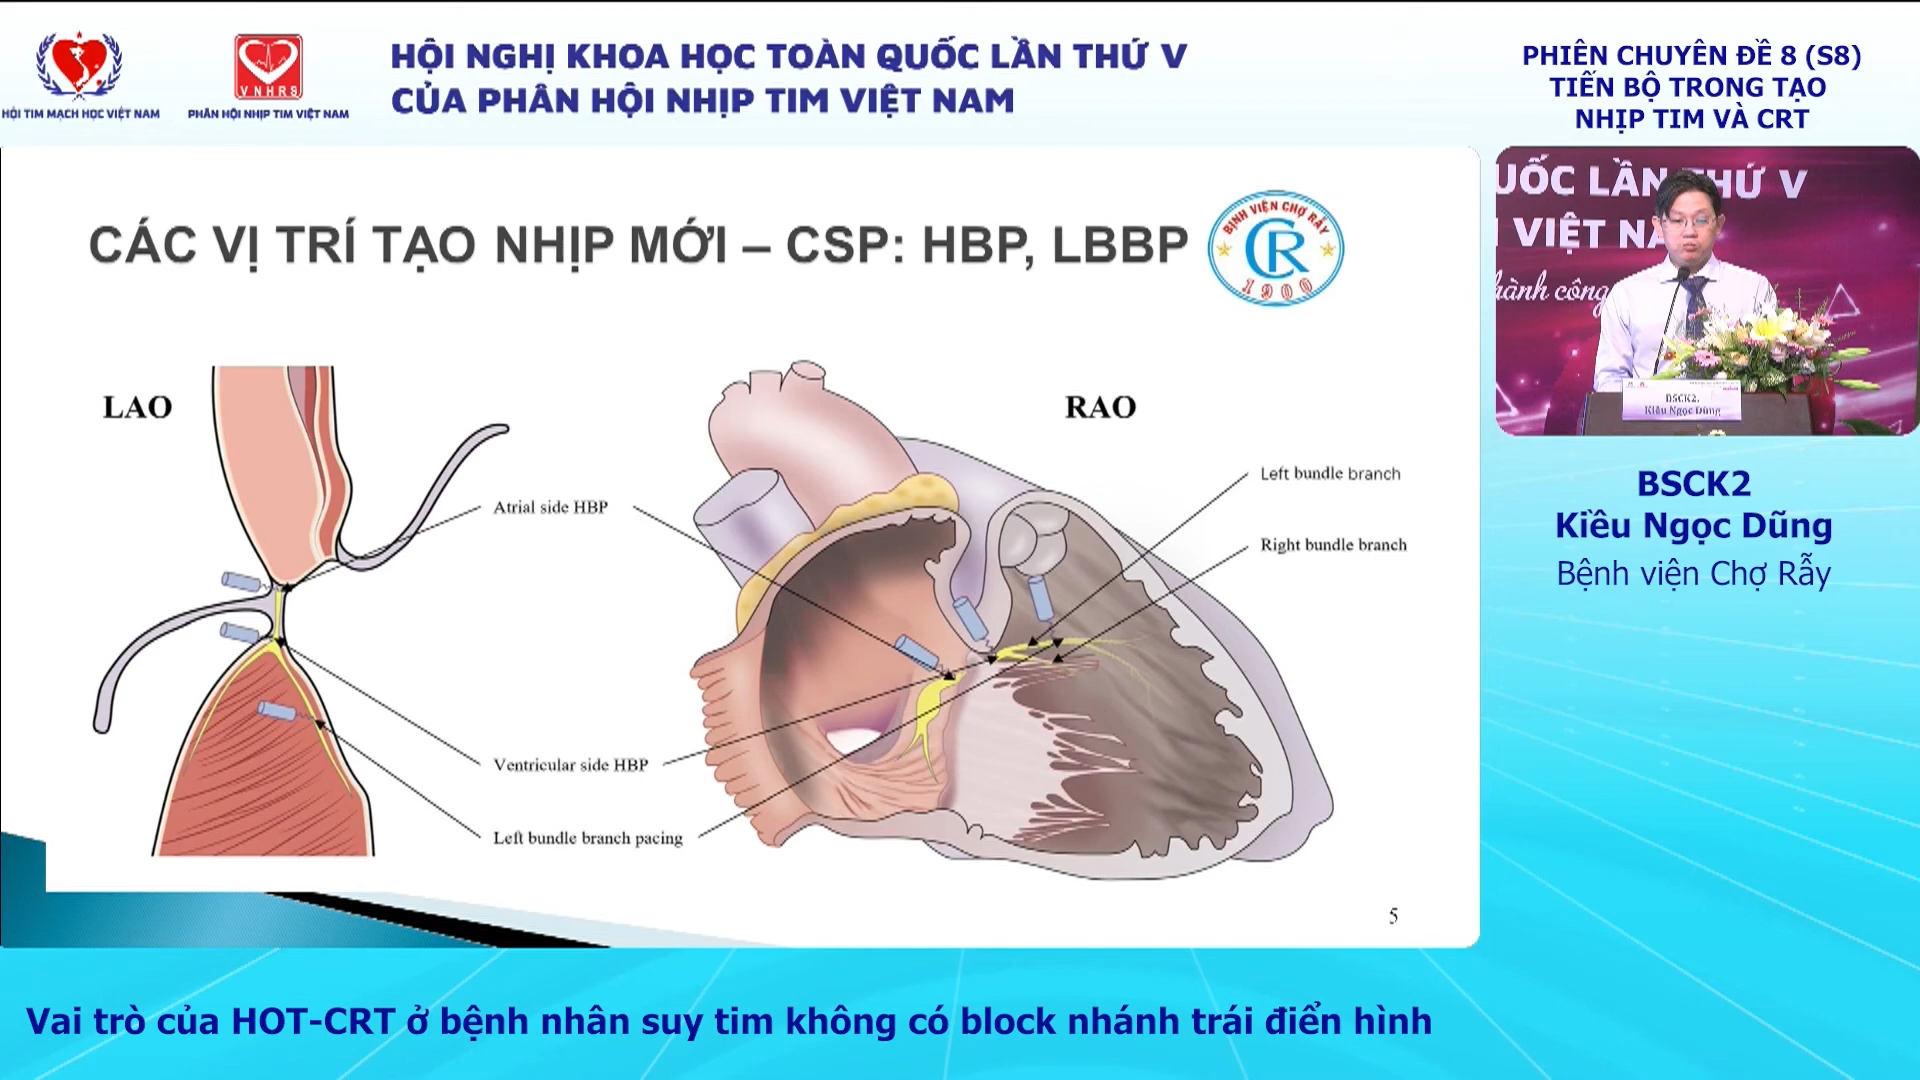 HỘI TIM MẠCH HỌC VIỆT NAM
VNHRS
PHÂN HỘI NHỊP TIM VIỆT NAM
HỘI NGHỊ KHOA HỌC TOÀN QUỐC LẦN THỨ V
CỦA PHÂN HỘI NHỊP TIM VIỆT NAM
PHIÊN CHUYÊN ĐỀ 8 (S8)
TIẾN BỘ TRONG TẠO
NHỊP TIM VÀ CRT
CÁC VỊ TRÍ TẠO NHỊP MỚI – CSP: HBP, LBBP
BỆNH VIỆN CHỢ RẪY
CR
1900
LAO
RAO
Atrial side HBP
Left bundle branch
Right bundle branch
Ventricular side HBP
Left bundle branch pacing
5
UỐC LẦN THỨ V
VIỆT NA
hành công
BSCK2.
Kiều Ngọc Dũng
BSCK2
Kiều Ngọc Dũng
Bệnh viện Chợ Rẫy
Vai trò của HOT-CRT ở bệnh nhân suy tim không có block nhánh trái điển hình